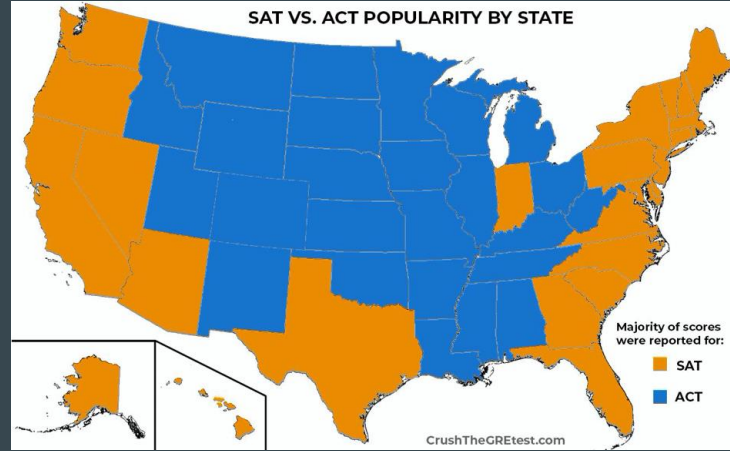 SAT VS. ACT POPULARITY BY STATE
Majority of scores
were reported for:
SAT
ACT
CrushTheGREtest.com